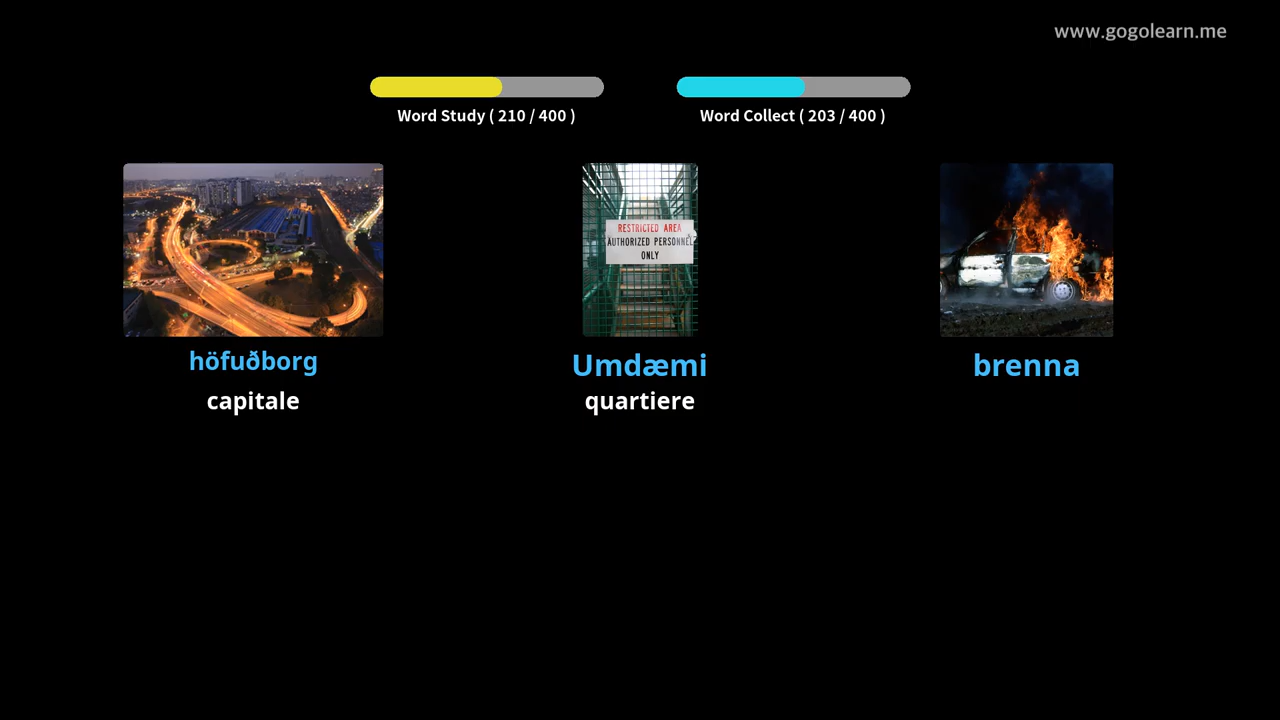 www.gogolearn.me
Word Study ( 210 / 400 )
Word Collect ( 203 / 400 )
RESTRICTED AREA
AUTHORIZED PERSONNEL
ONLY
höfuðborg
Umdæmi
brenna
capitale
quartiere